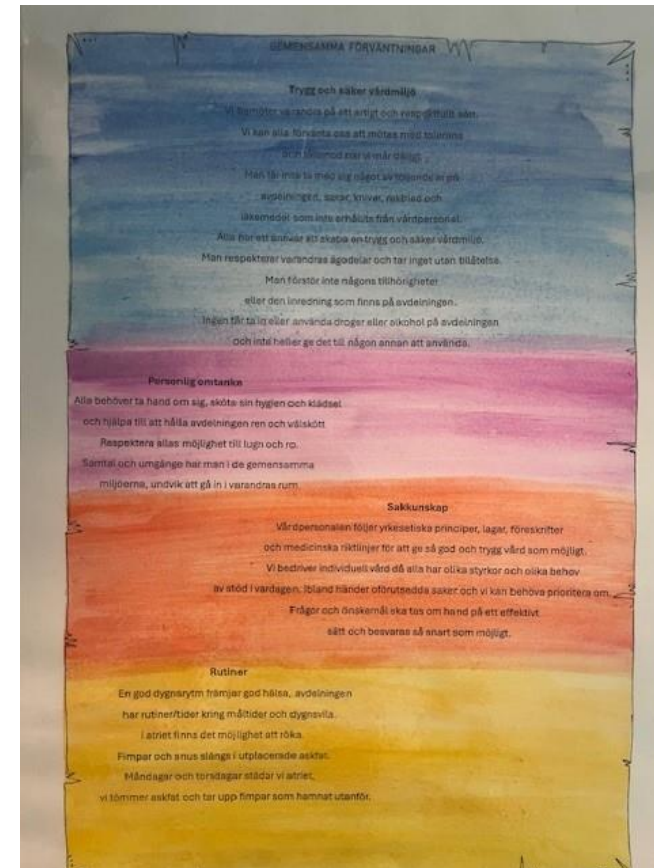 GEMENSAMMA FÖRVÄNTNINGAR
Trygg och säker vårdmiljö
Vi bemöter varandra på ett artigt och respektfullt sätt.
Vi kan alla förvänta oss att mötas med tolerans
och tålamod när vi mår dåligt.
Man får inte ta med sig något av följande in på
avdelningen, saxar, knivar, rakblad och
läkemedel som inte erhållits från vårdpersonal.
Alla har ett ansvar att skapa en trygg och säker vårdmiljö.
Man respekterar varandras ägodelar och tar inget utan tillåtelse.
Man förstör inte någons tillhörigheter
eller den inredning som finns på avdelningen.
Ingen får ta in eller använda droger eller alkohol på avdelningen
och inte heller ge det till någon annan att använda.
Personlig omtanke
Alla behöver ta hand om sig, sköta sin hygien och klädsel
och hjälpa till att hålla avdelningen ren och välskött
Respektera allas möjlighet till lugn och ro.
Samtal och umgänge har man i de gemensamma
miljöerna, undvik att gå in i varandras rum.
Sakkunskap
Vårdpersonalen följer yrkesetiska principer, lagar, föreskrifter
och medicinska riktlinjer för att ge så god och trygg vård som möjligt.
Vi bedriver individuell vård då alla har olika styrkor och olika behov
av stöd i vardagen. Ibland händer oförutsedda saker och vi kan behöva prioritera om.
Frågor och önskemål ska tas om hand på ett effektivt
sätt och besvaras så snart som möjligt.
Rutiner
En god dygnsrytm främjar god hälsa, avdelningen
har rutiner/tider kring måltider och dygnsvila.
I atriet finns det möjlighet att röka.
Fimpar och snus slängs i utplacerade askfat.
Måndagar och torsdagar städar vi atriet,
vi tömmer askfat och tar upp fimpar som hamnat utanför.